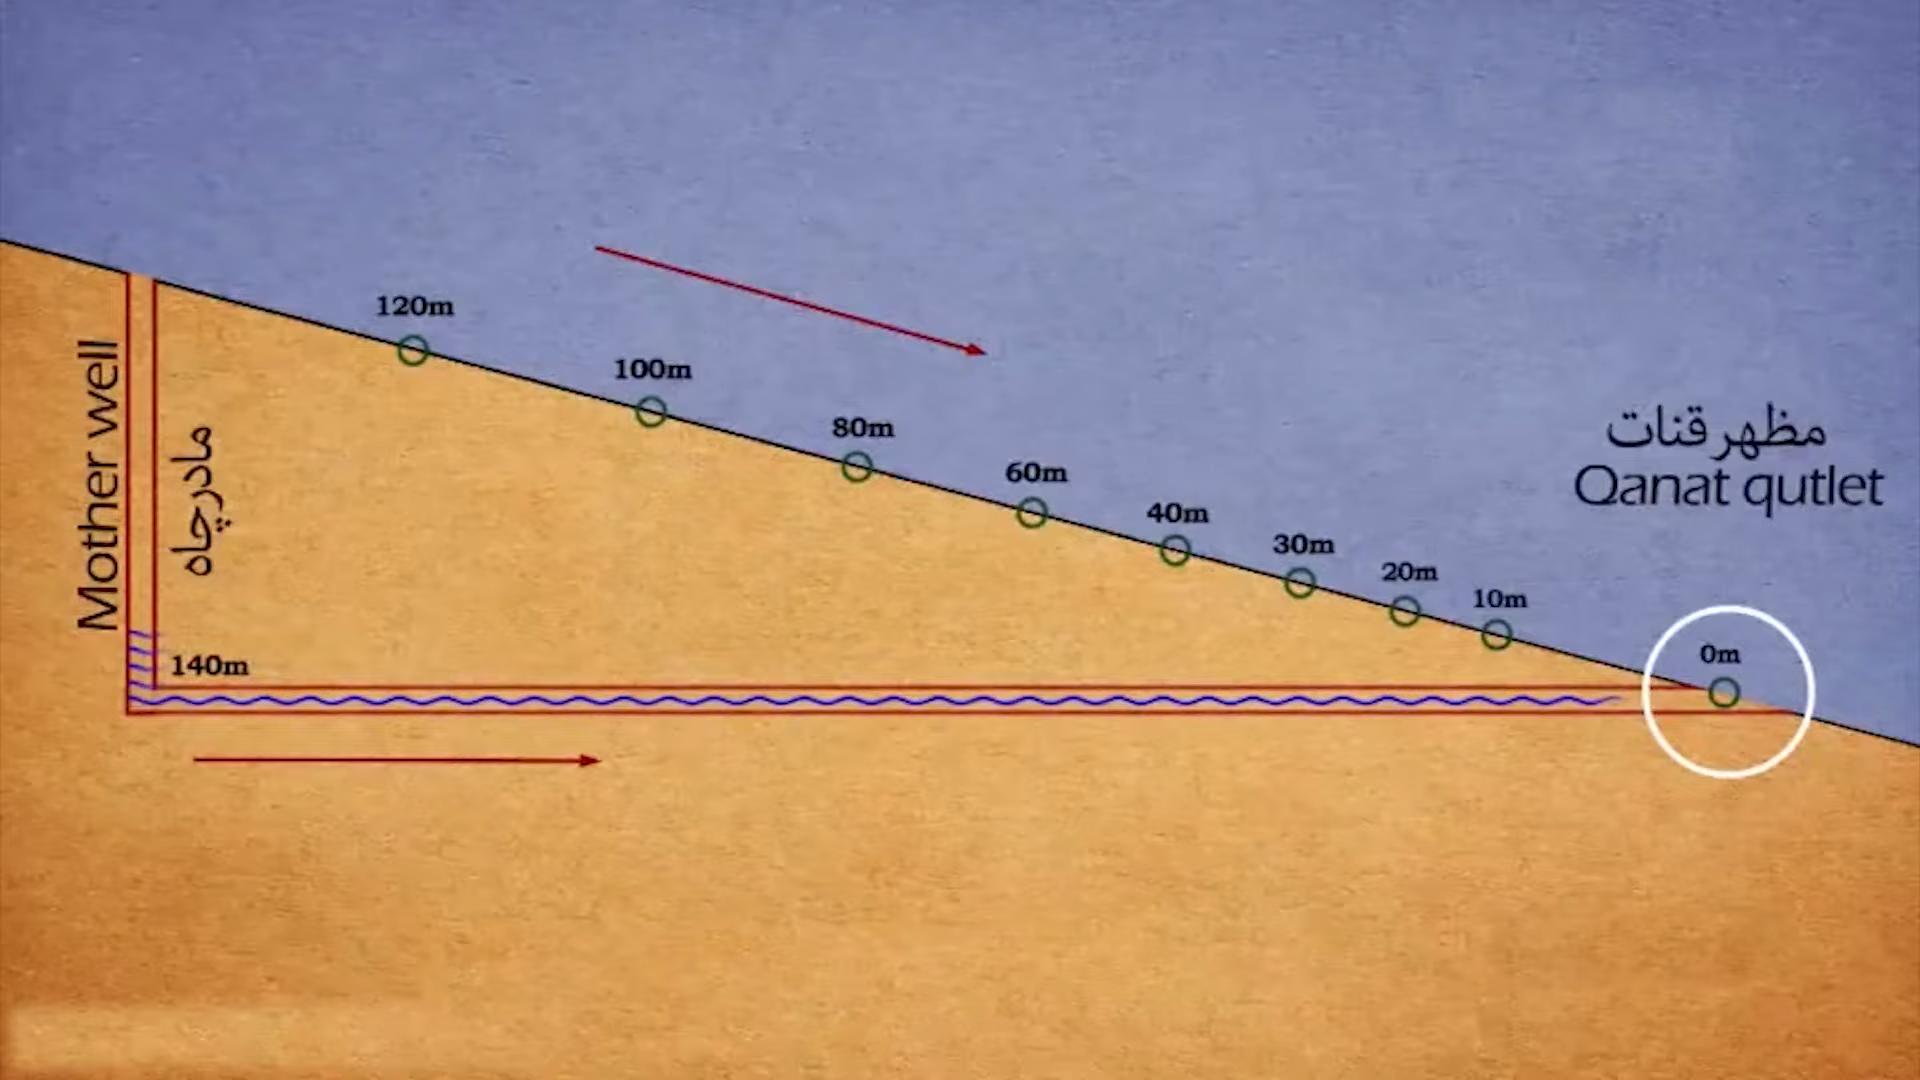 120m
100m
80m
60m
40m
30m
20m
10m
0m
مظهر قنات
Qanat qutlet
Mother well
مادرچاه
140m